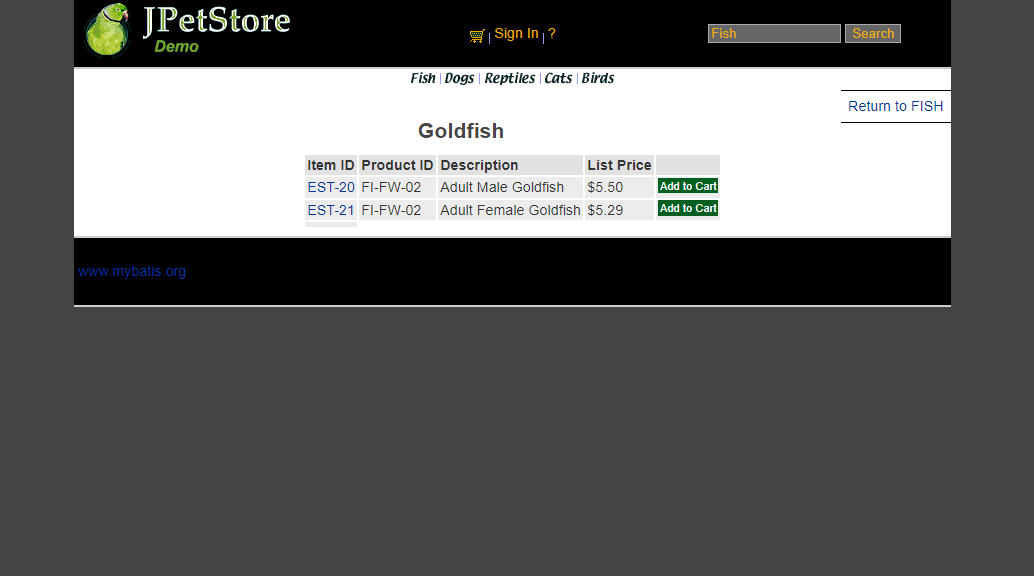 JPetStore
Demo
Sign In | ?
Fish
Search
Fish | Dogs | Reptiles | Cats | Birds
Return to FISH
Goldfish
Item ID Product ID Description List Price
EST-20 FI-FW-02 Adult Male Goldfish $5.50 Add to Cart
EST-21 FI-FW-02 Adult Female Goldfish $5.29 Add to Cart
www.mybatis.org